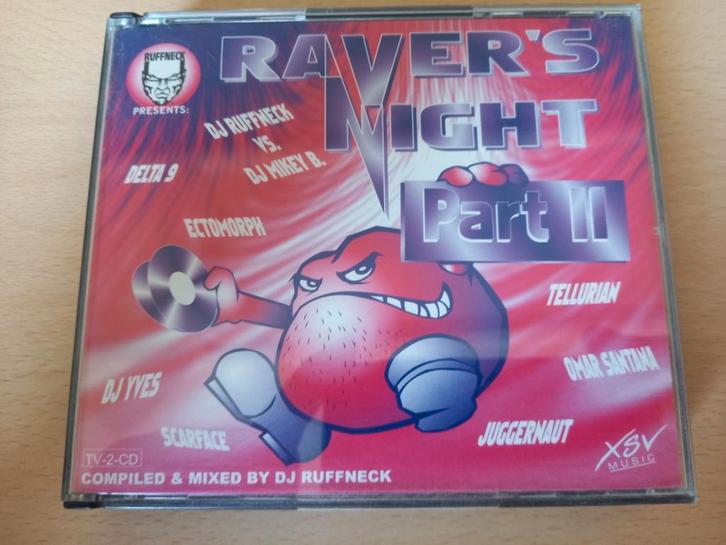 RUFFNECK
PRESENTS:
RAVER'S
NIGHT
Part II
DJ RUFFNECK
VS.
DJ MIKEY B.
DELTA 9
ECTOMORPH
TELLURIAN
OMAR SANTANA
DJ YVES
SCARFACE
JUGGERNAUT
XSV
MUSIC
TV-2-CD
COMPILED & MIXED BY DJ RUFFNECK